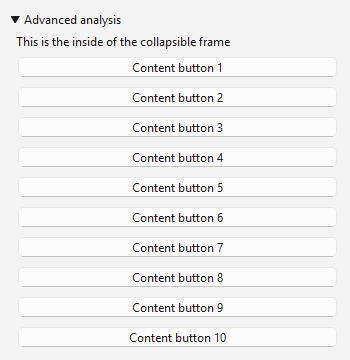 ▼ Advanced analysis
This is the inside of the collapsible frame
Content button 1
Content button 2
Content button 3
Content button 4
Content button 5
Content button 6
Content button 7
Content button 8
Content button 9
Content button 10